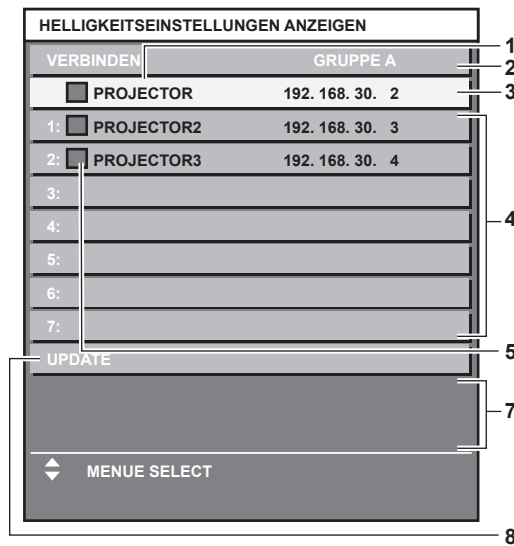 HELLIGKEITSEINSTELLUNGEN ANZEIGEN
VERBINDEN GRUPPE A
PROJECTOR 192. 168. 30. 2
1: PROJECTOR2 192. 168. 30. 3
2: PROJECTOR3 192. 168. 30. 4
3:
4:
5:
6:
7:
UPDATE
MENUE SELECT
1
2
3
4
5
7
8